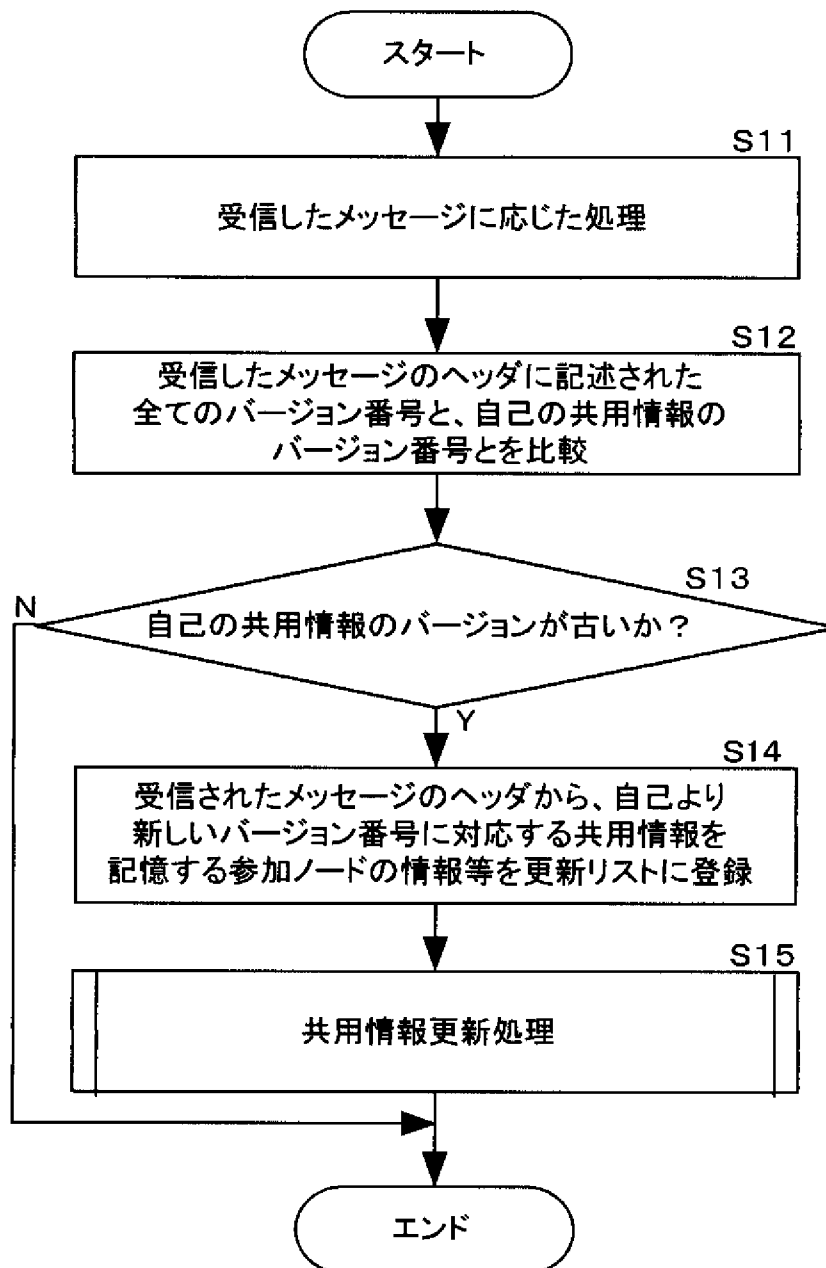 スタート
S11
受信したメッセージに応じた処理
S12
受信したメッセージのヘッダに記述された
全てのバージョン番号と、自己の共用情報の
バージョン番号とを比較
S13
N
自己の共用情報のバージョンが古いか？
Y
S14
受信されたメッセージのヘッダから、自己より
新しいバージョン番号に対応する共用情報を
記憶する参加ノードの情報等を更新リストに登録
S15
共用情報更新処理
エンド